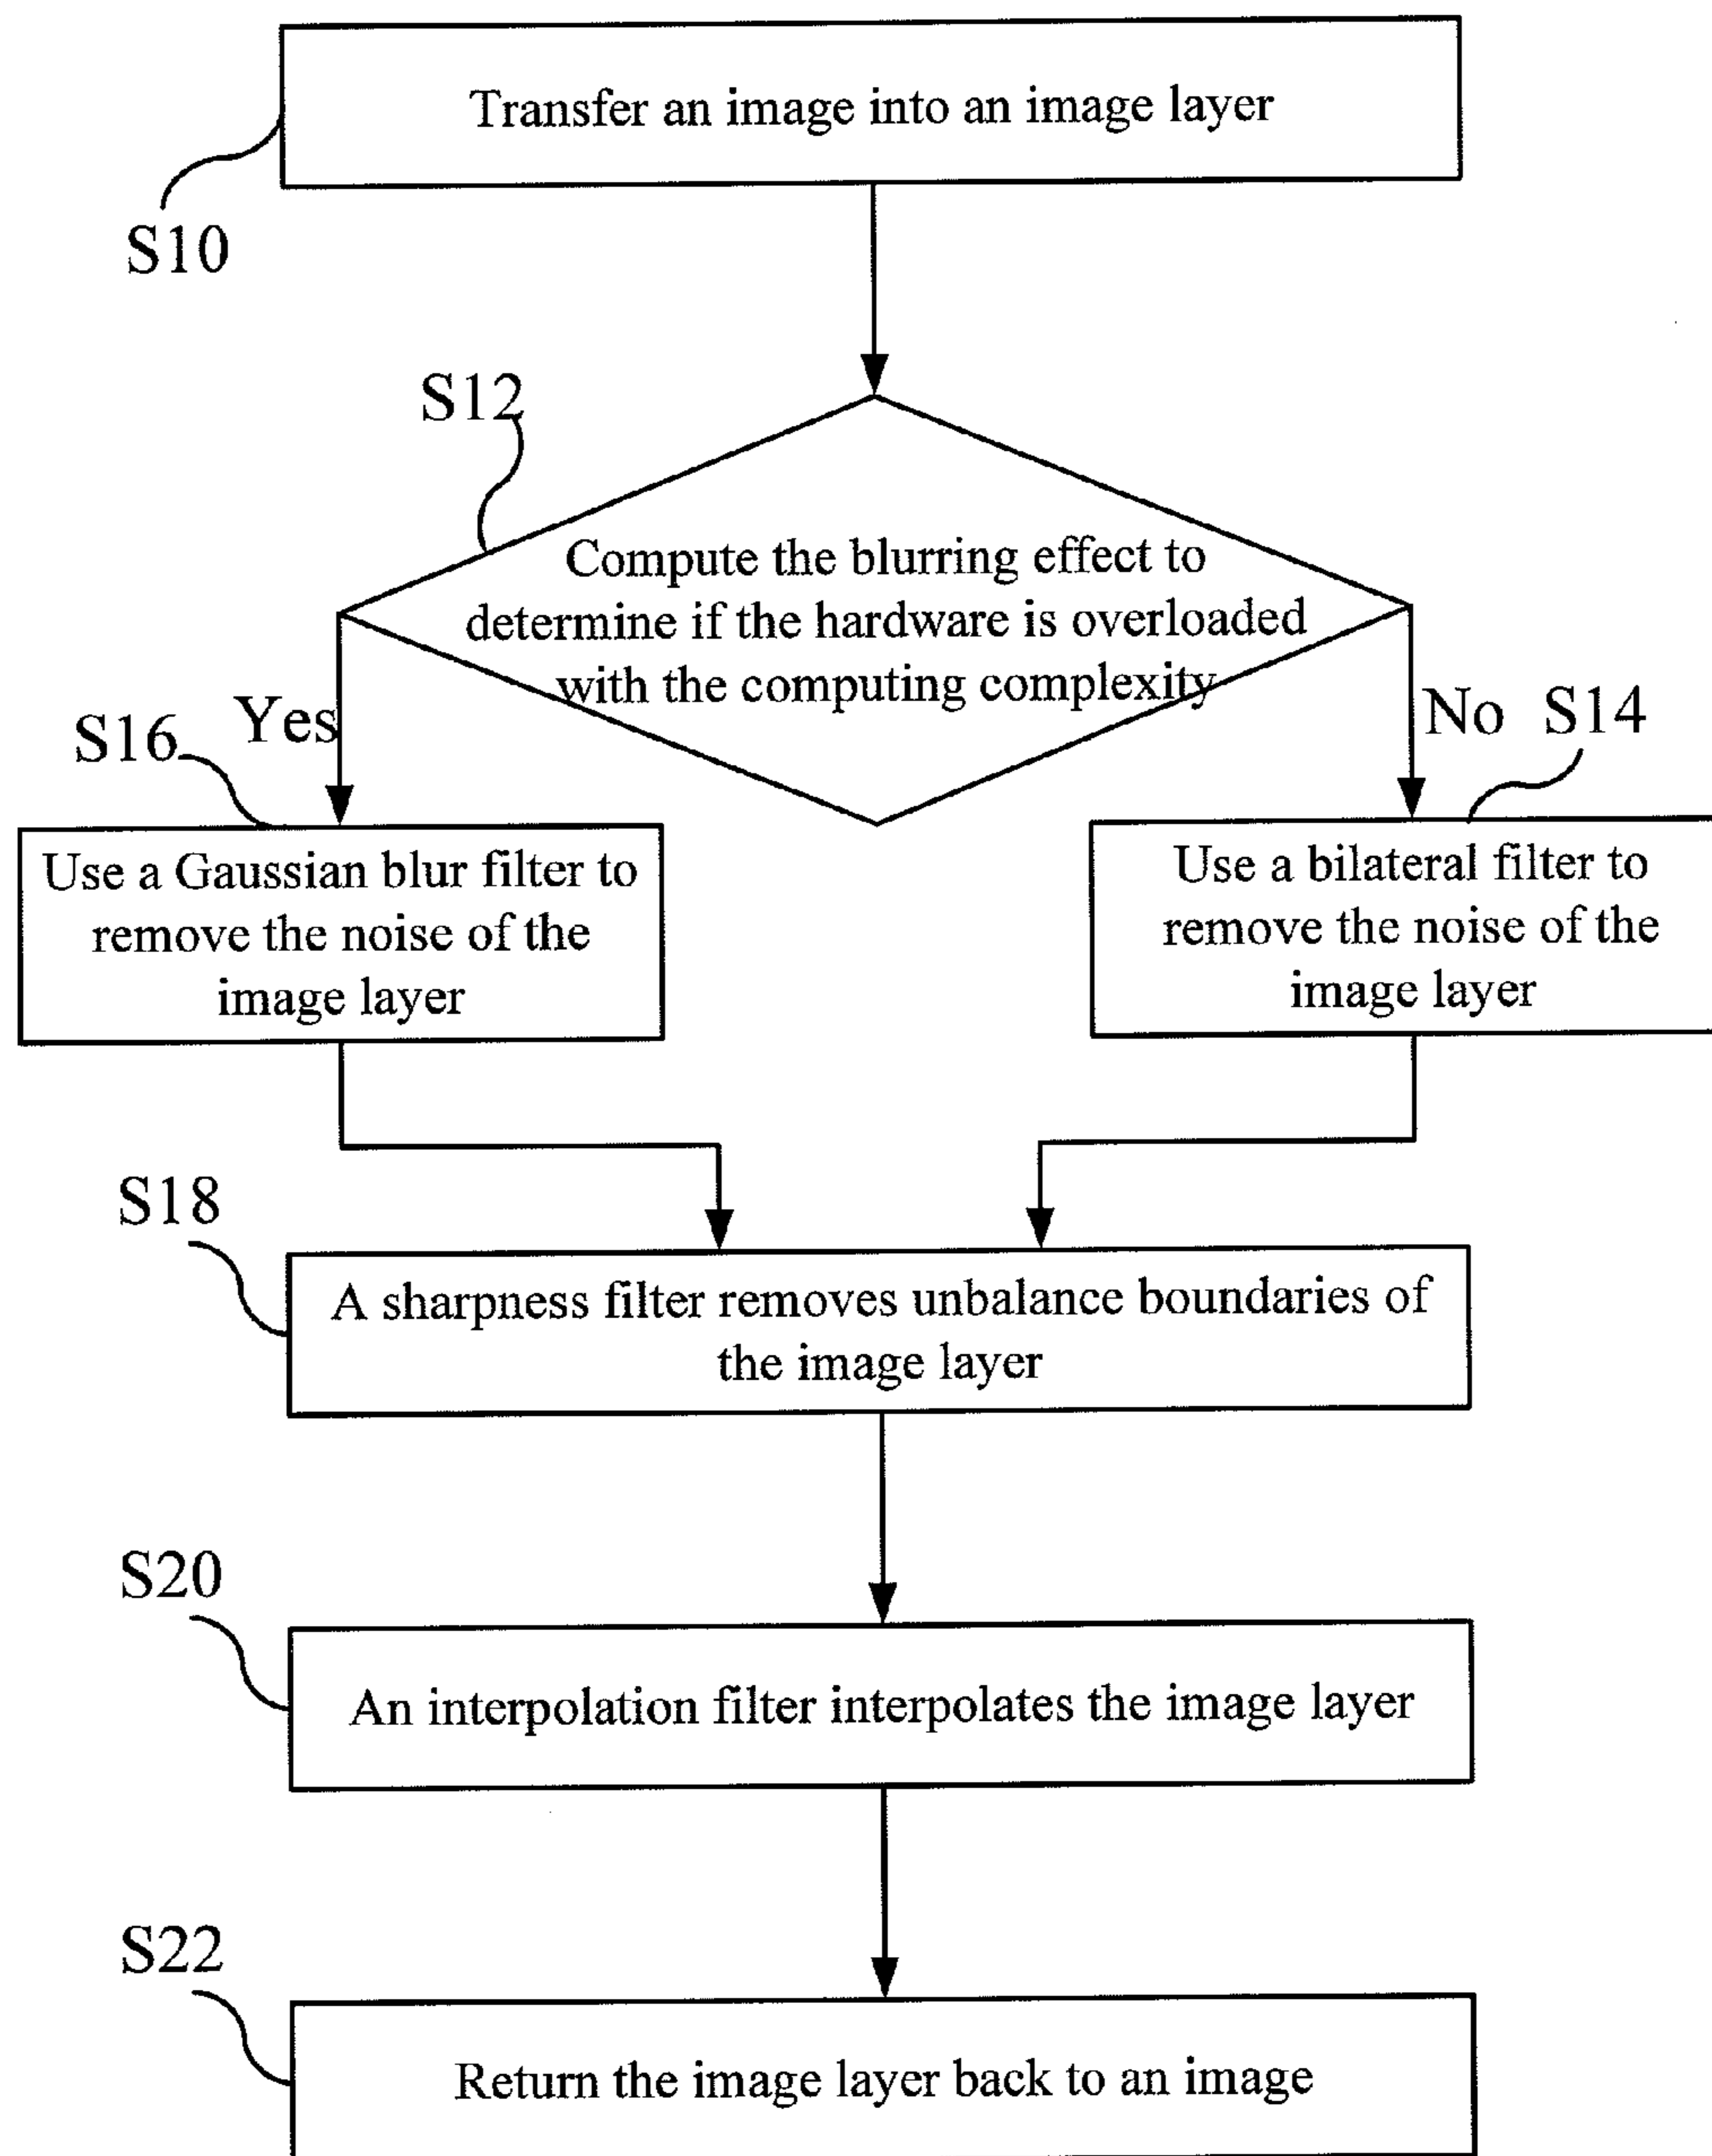 Transfer an image into an image layer
S10
S12
Compute the blurring effect to
determine if the hardware is overloaded
with the computing complexity
Yes
No
S16
S14
Use a Gaussian blur filter to
remove the noise of the
image layer
Use a bilateral filter to
remove the noise of the
image layer
S18
A sharpness filter removes unbalance boundaries of
the image layer
S20
An interpolation filter interpolates the image layer
S22
Return the image layer back to an image